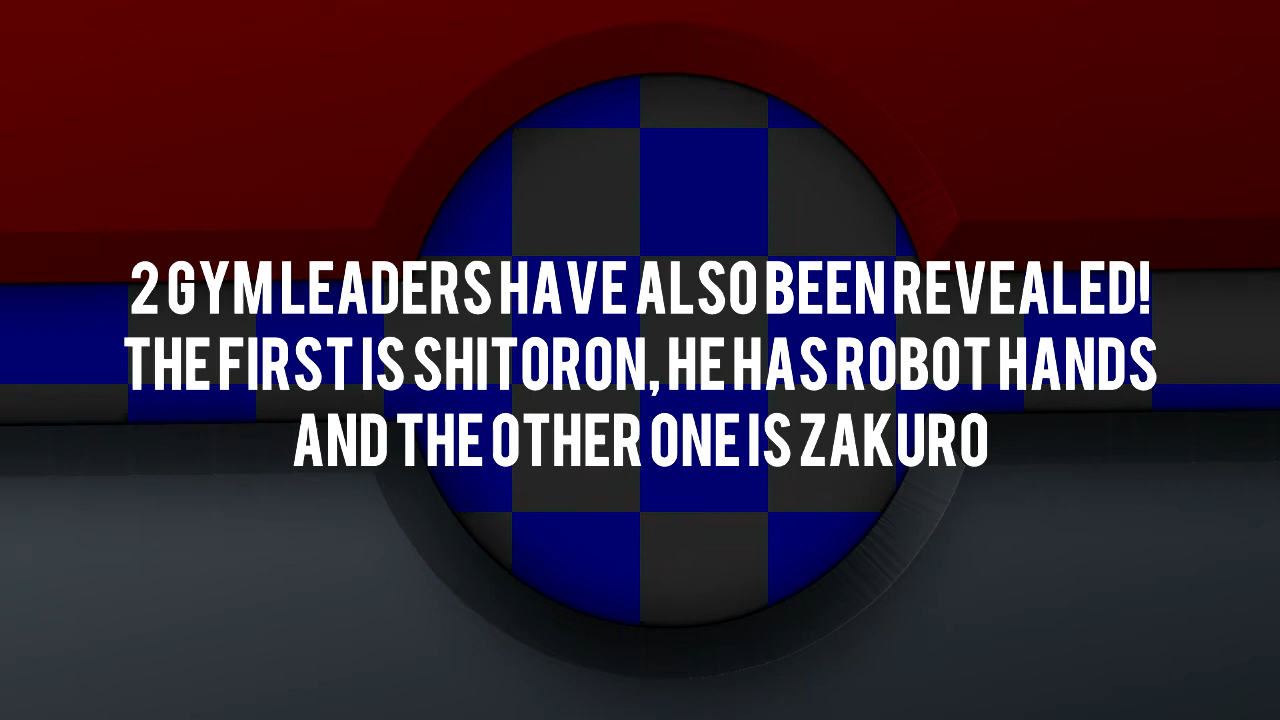 2 GYM LEADERS HAVE ALSO BEEN REVEALED!
THE FIRST IS SHITORON, HE HAS ROBOT HANDS
AND THE OTHER ONE IS ZAKURO